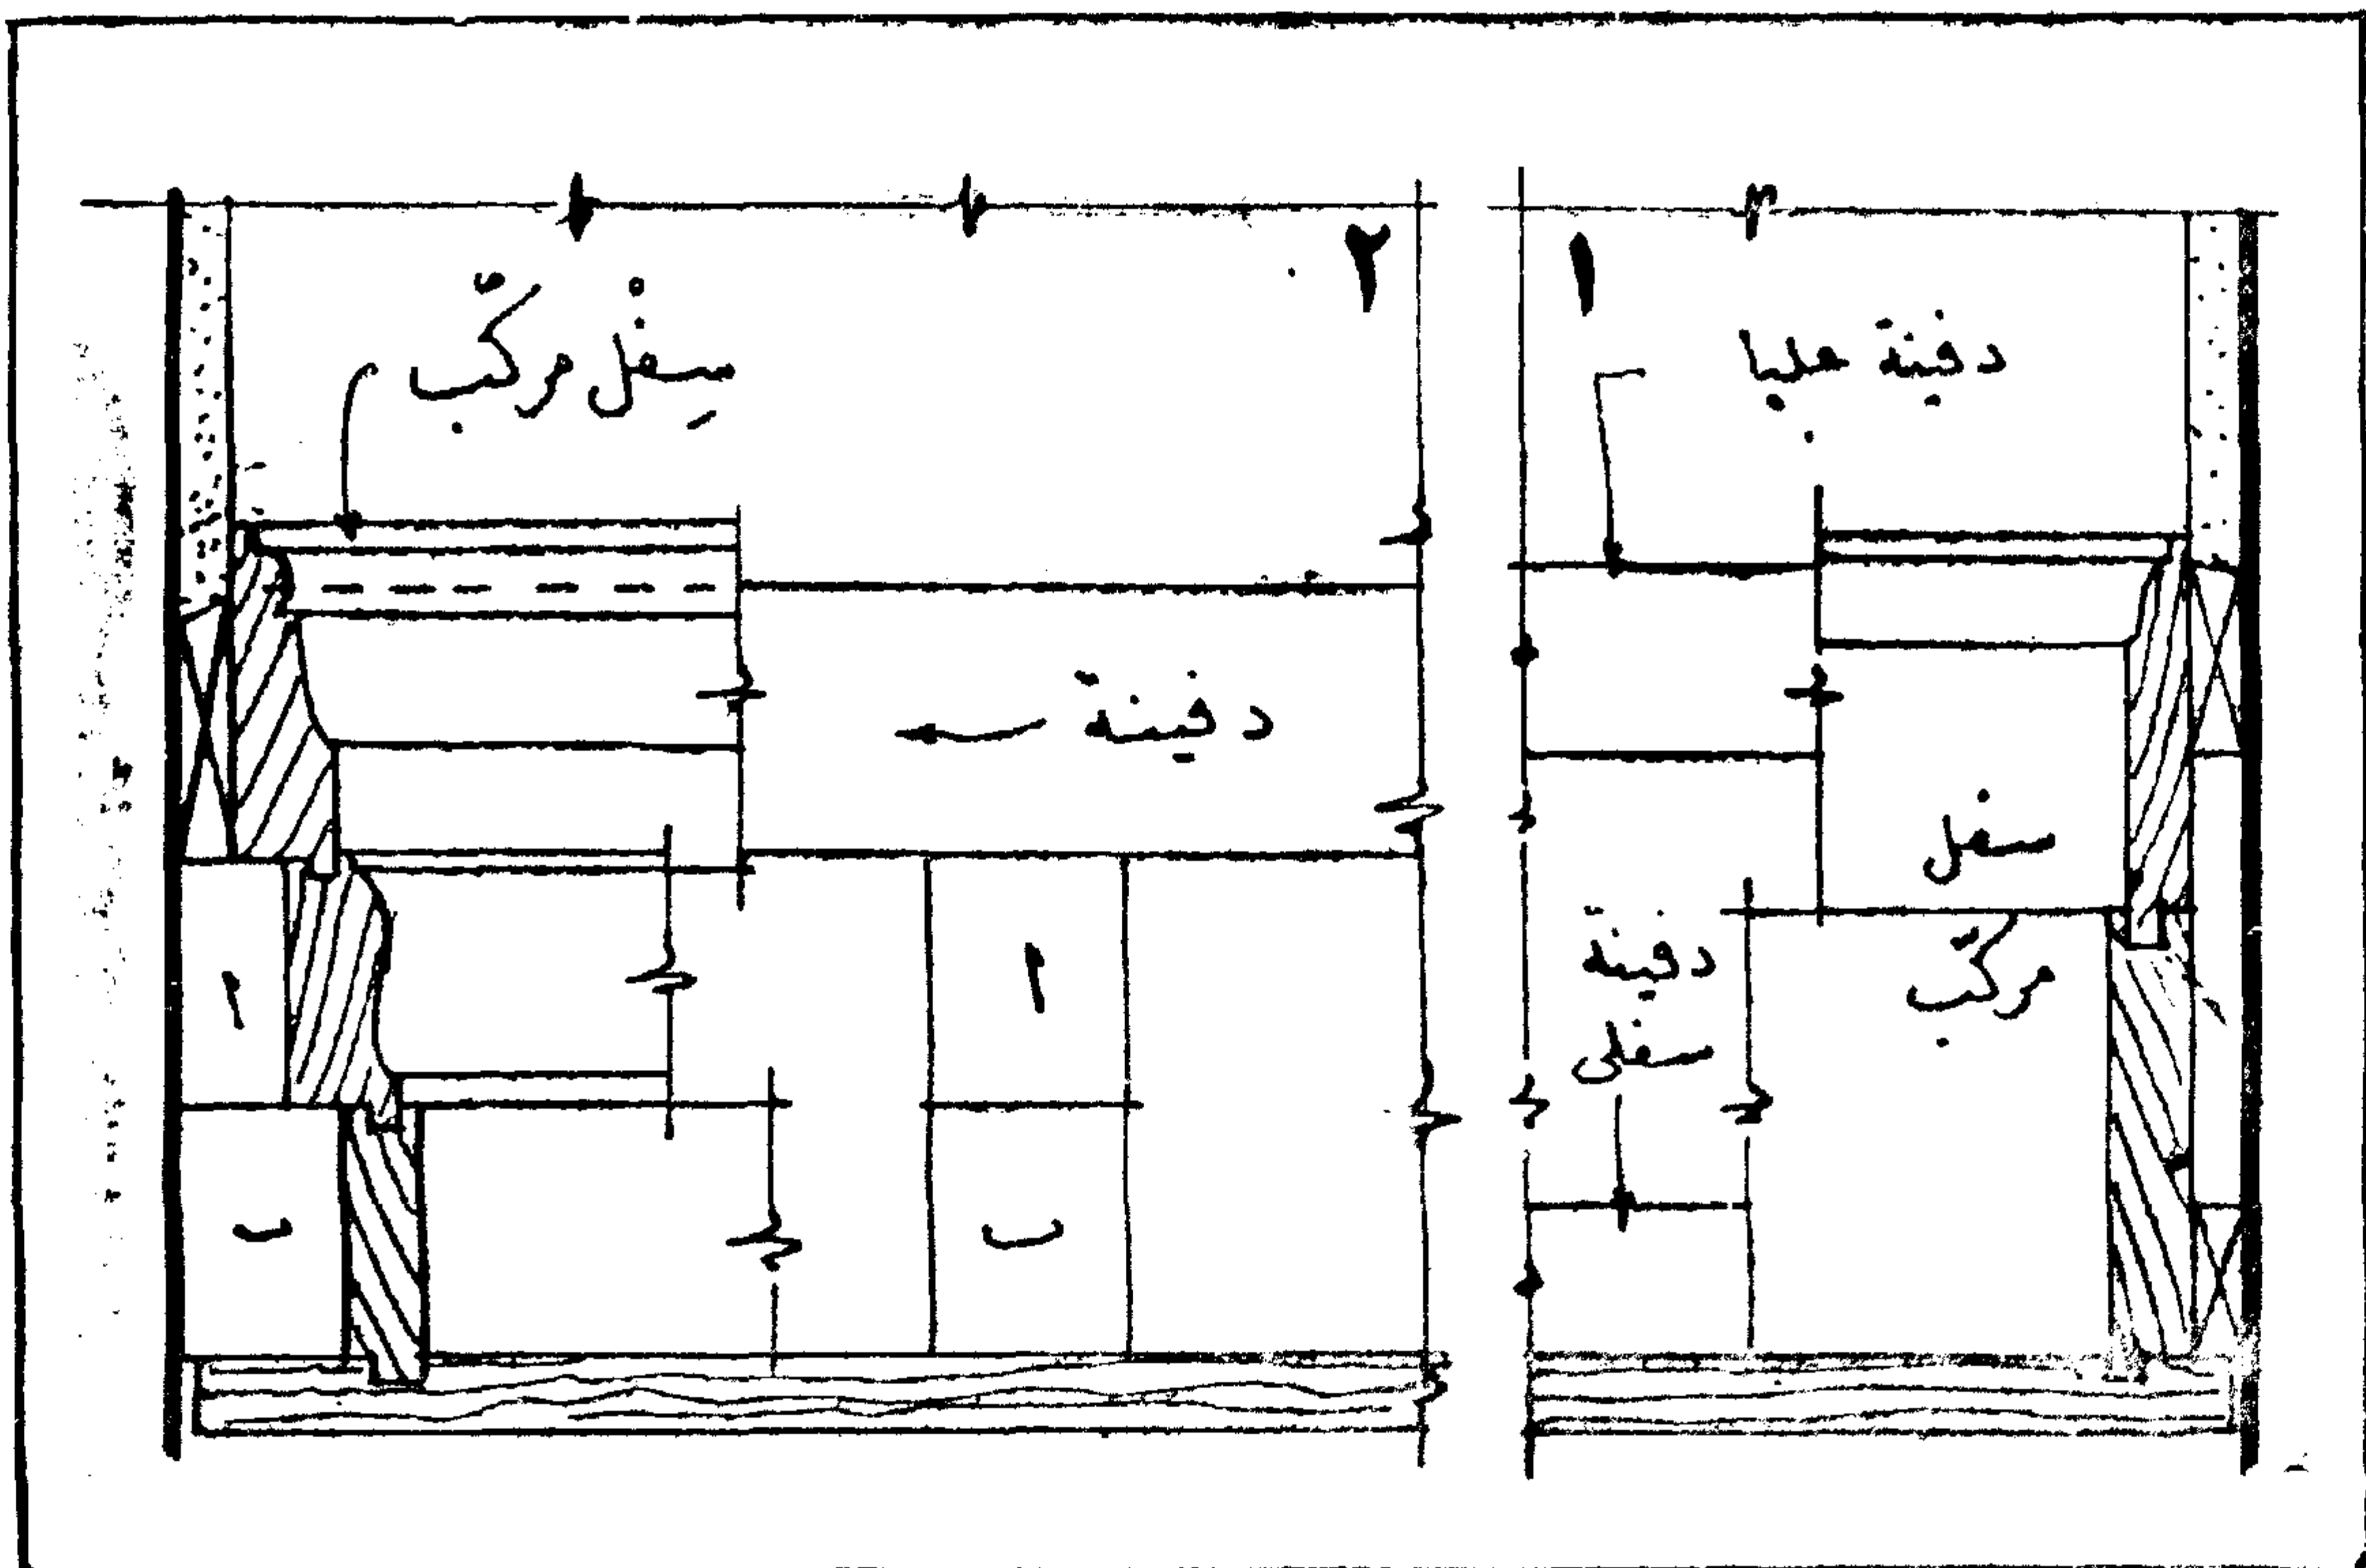 ١
دفينة عليا
سفل
مركّب
دفينة
سفلى
٢
سِفْل مركّب
دفينة
أ
ب
أ
ب